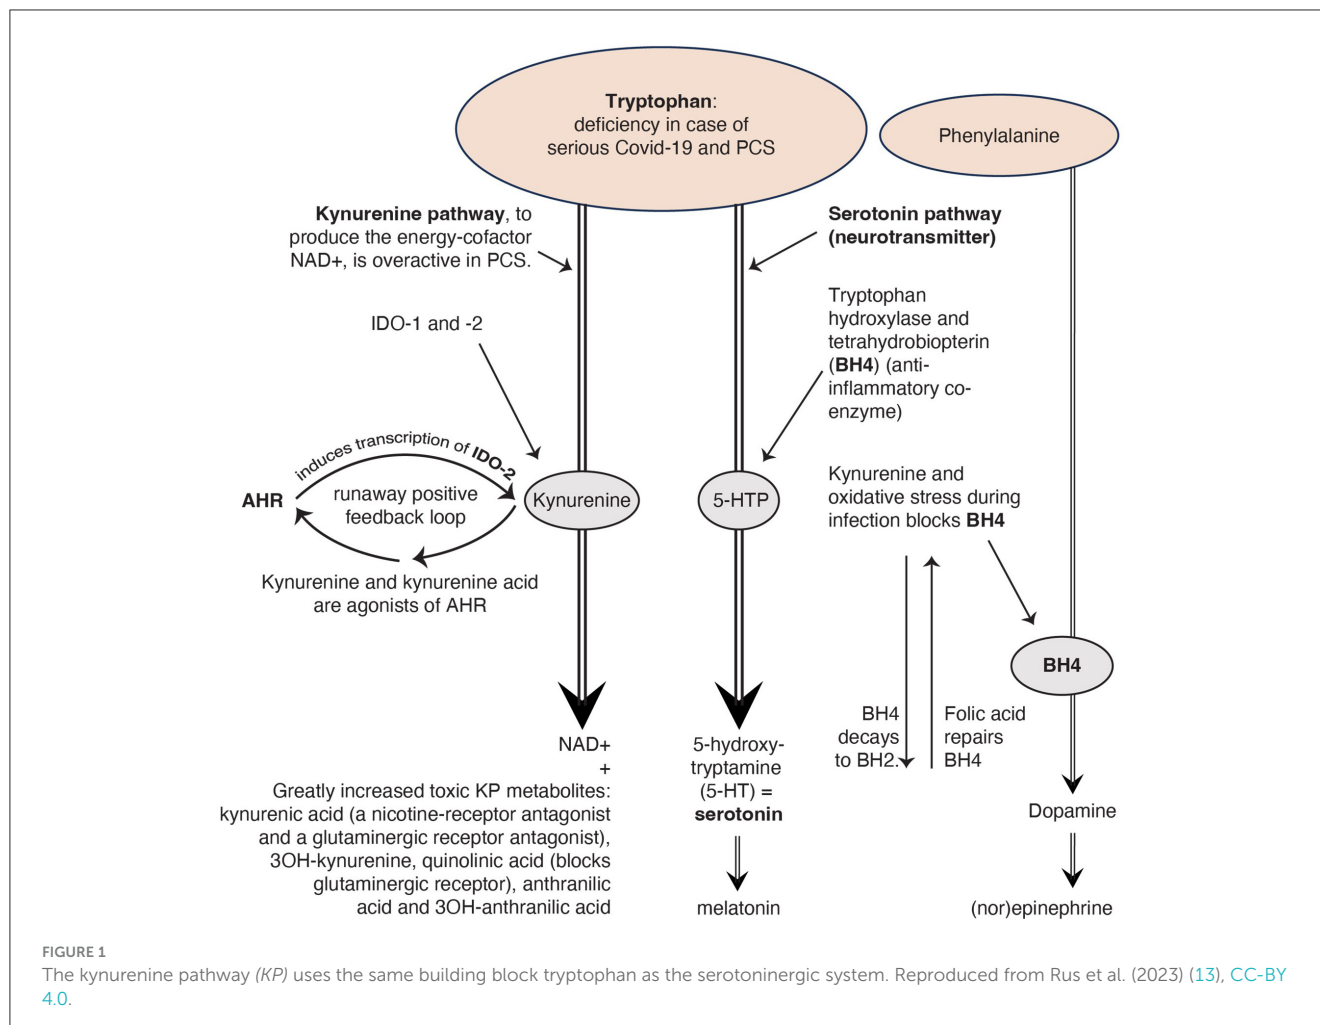 Tryptophan:
deficiency in case of
serious Covid-19 and PCS
Phenylalanine
Kynurenine pathway, to
produce the energy-cofactor
NAD+, is overactive in PCS.
Serotonin pathway
(neurotransmitter)
IDO-1 and -2
Tryptophan
hydroxylase and
tetrahydrobiopterin
(BH4) (anti-
inflammatory co-
enzyme)
induces transcription of IDO-2
AHR
runaway positive
feedback loop
Kynurenine
5-HTP
Kynurenine and
oxidative stress during
infection blocks BH4
Kynurenine and kynurenine acid
are agonists of AHR
BH4
BH4
decays
to BH2.
Folic acid
repairs
BH4
NAD+
+
Greatly increased toxic KP metabolites:
kynurenic acid (a nicotine-receptor antagonist
and a glutaminergic receptor antagonist),
3OH-kynurenine, quinolinic acid (blocks
glutaminergic receptor), anthranilic
acid and 3OH-anthranilic acid
5-hydroxy-
tryptamine
(5-HT) =
serotonin
melatonin
Dopamine
(nor)epinephrine
FIGURE 1
The kynurenine pathway (KP) uses the same building block tryptophan as the serotoninergic system. Reproduced from Rus et al. (2023) (13), CC-BY
4.0.